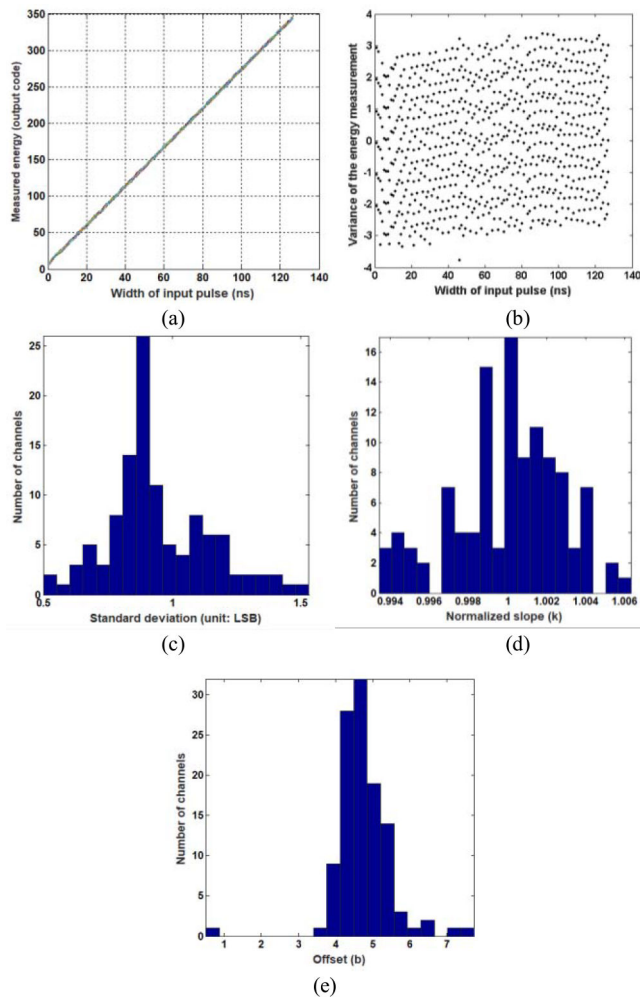 350
300
250
200
150
100
50
0
0 20 40 60 80 100 120 140
Measured energy (output code)
Width of input pulse (ns)
(a)
4
3
2
1
0
-1
-2
-3
-4
0 20 40 60 80 100 120 140
Variance of the energy measurement
Width of input pulse (ns)
(b)
25
20
15
10
5
0
0.5 1 1.5
Number of channels
Standard deviation (unit: LSB)
(c)
16
14
12
10
8
6
4
2
0
0.994 0.996 0.998 1 1.002 1.004 1.006
Number of channels
Normalized slope (k)
(d)
30
25
20
15
10
5
0
1 2 3 4 5 6 7
Number of channels
Offset (b)
(e)